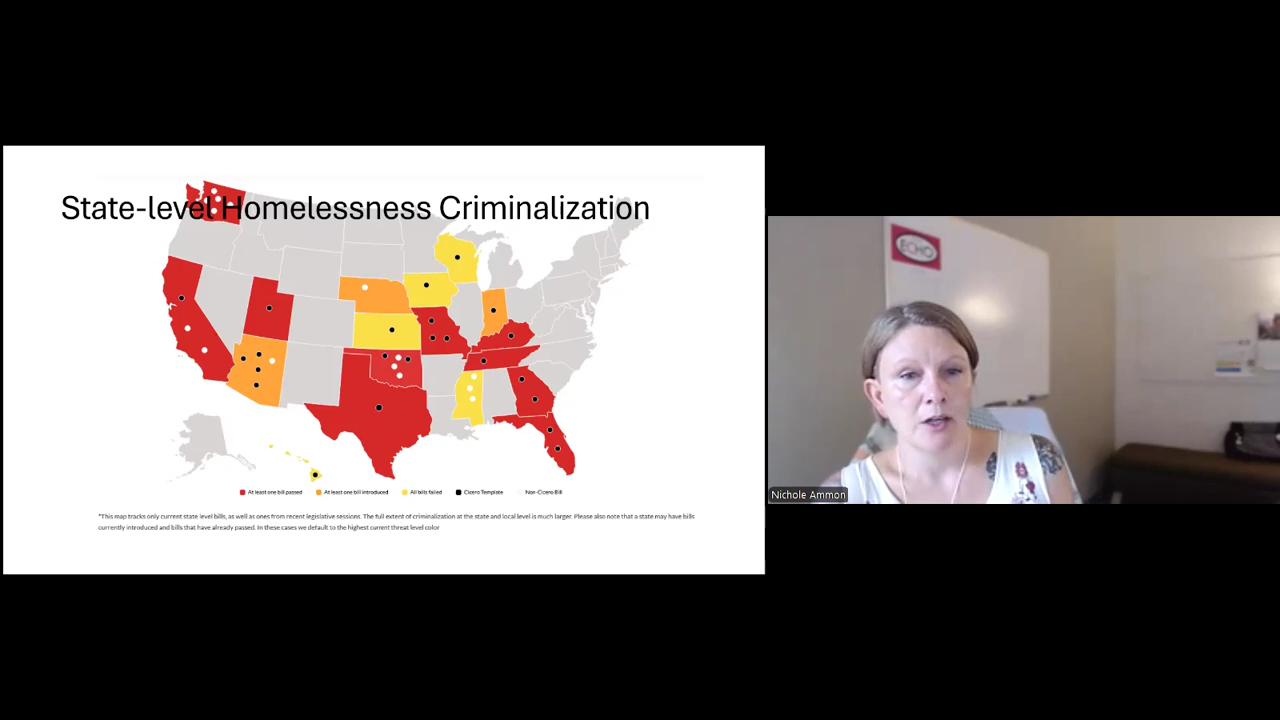 State-level Homelessness Criminalization
At least one bill passed
At least one bill introduced
All bills failed
Cicero Template
Non-Cicero Bill
*This map tracks only current state level bills, as well as ones from recent legislative sessions. The full extent of criminalization at the state and local level is much larger. Please also note that a state may have bills
currently introduced and bills that have already passed. In these cases we default to the highest current threat level color
ECHO
Nichole Ammon